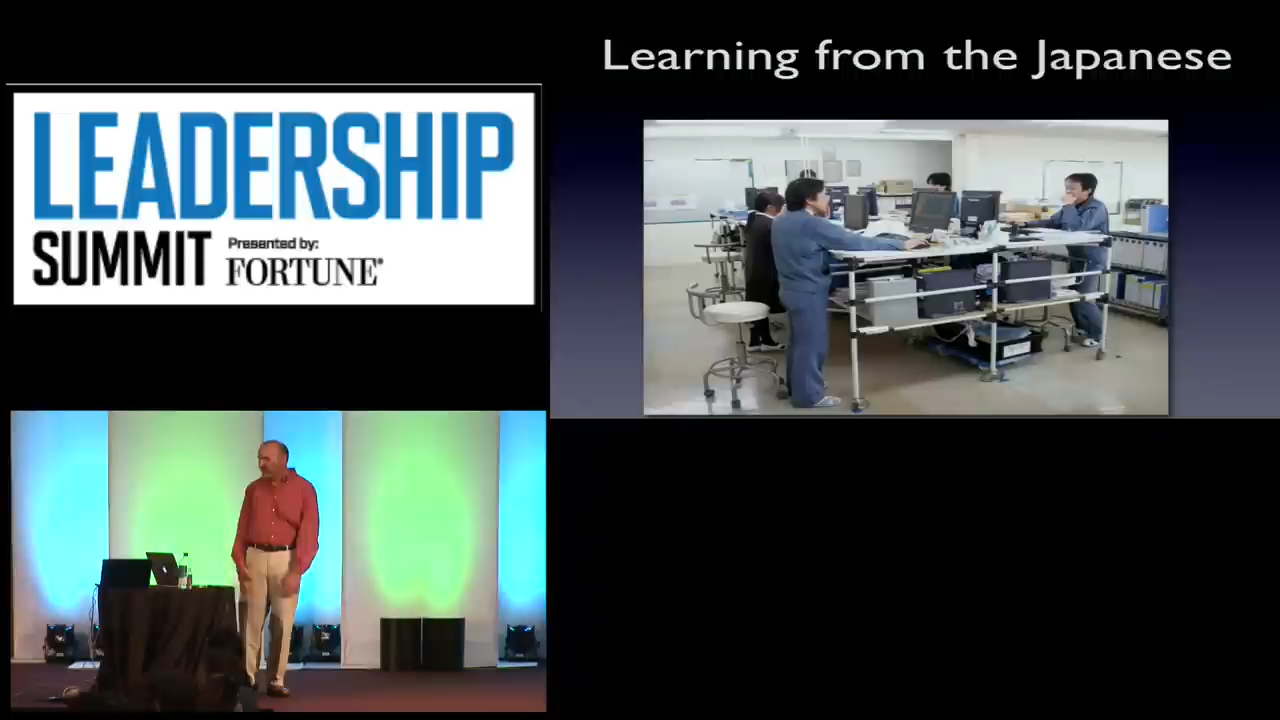 Learning from the Japanese
LEADERSHIP
SUMMIT
Presented by:
FORTUNE®